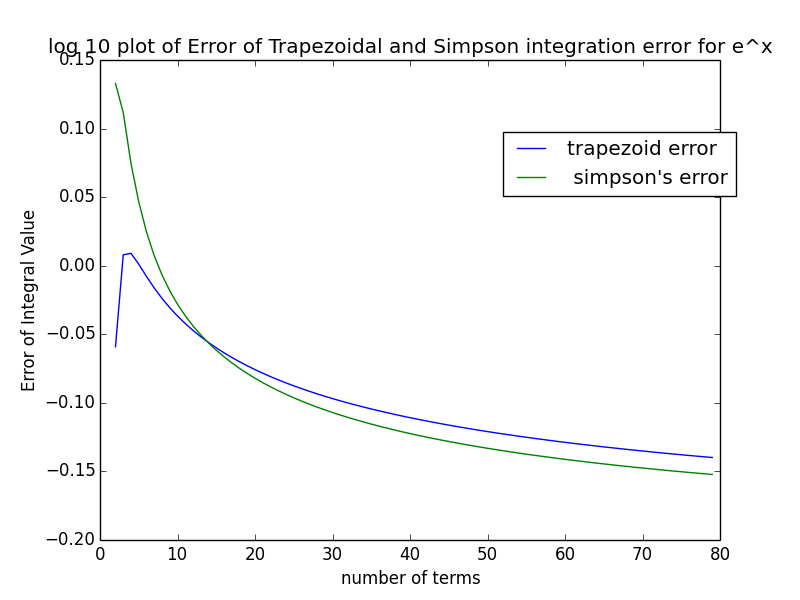 log 10 plot of Error of Trapezoidal and Simpson integration error for e^x
0.15
0.10
0.05
0.00
−0.05
−0.10
−0.15
−0.20
Error of Integral Value
trapezoid error
simpson's error
0 10 20 30 40 50 60 70 80
number of terms